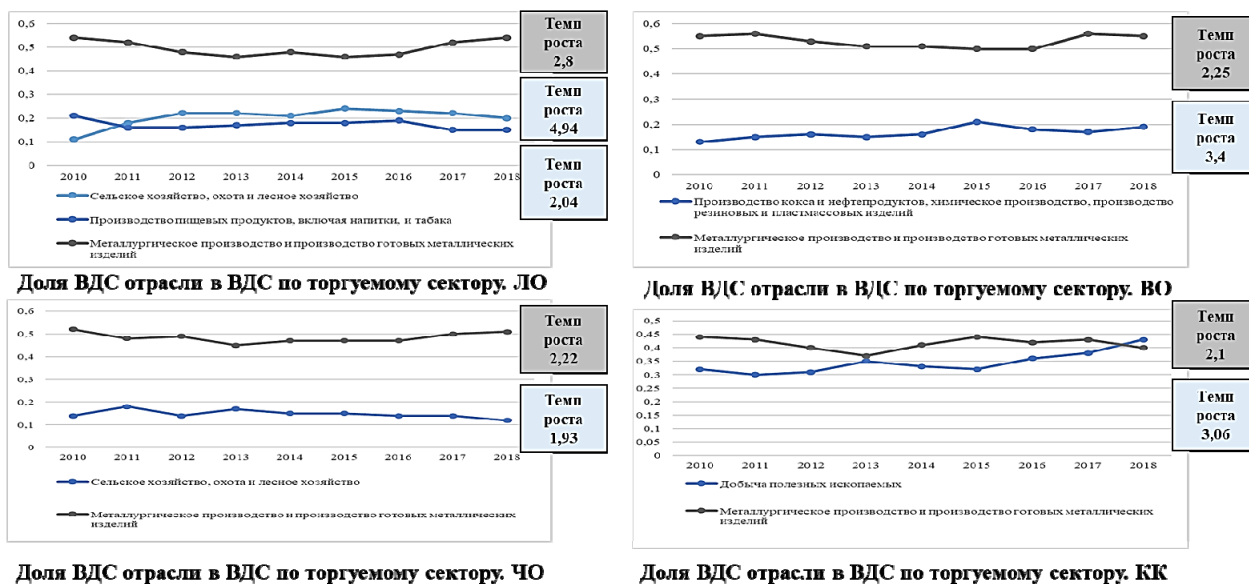 0,6
0,5
0,4
0,3
0,2
0,1
0
2010 2011 2012 2013 2014 2015 2016 2017 2018
Сельское хозяйство, охота и лесное хозяйство
Производство пищевых продуктов, включая напитки, и табака
Металлургическое производство и производство готовых металлических
изделий
Темп
роста
2,8
Темп
роста
4,94
Темп
роста
2,04
Доля ВДС отрасли в ВДС по торгуемому сектору. ЛО
0,6
0,5
0,4
0,3
0,2
0,1
0
2010 2011 2012 2013 2014 2015 2016 2017 2018
Производство кокса и нефтепродуктов, химическое производство, производство
резиновых и пластмассовых изделий
Металлургическое производство и производство готовых металлических
изделий
Темп
роста
2,25
Темп
роста
3,4
Доля ВДС отрасли в ВДС по торгуемому сектору. ВО
0,6
0,5
0,4
0,3
0,2
0,1
0
2010 2011 2012 2013 2014 2015 2016 2017 2018
Сельское хозяйство, охота и лесное хозяйство
Металлургическое производство и производство готовых металлических
изделий
Темп
роста
2,22
Темп
роста
1,93
Доля ВДС отрасли в ВДС по торгуемому сектору. ЧО
0,5
0,45
0,4
0,35
0,3
0,25
0,2
0,15
0,1
0,05
0
2010 2011 2012 2013 2014 2015 2016 2017 2018
Добыча полезных ископаемых
Металлургическое производство и производство готовых металлических
изделий
Темп
роста
2,1
Темп
роста
3,06
Доля ВДС отрасли в ВДС по торгуемому сектору. КК